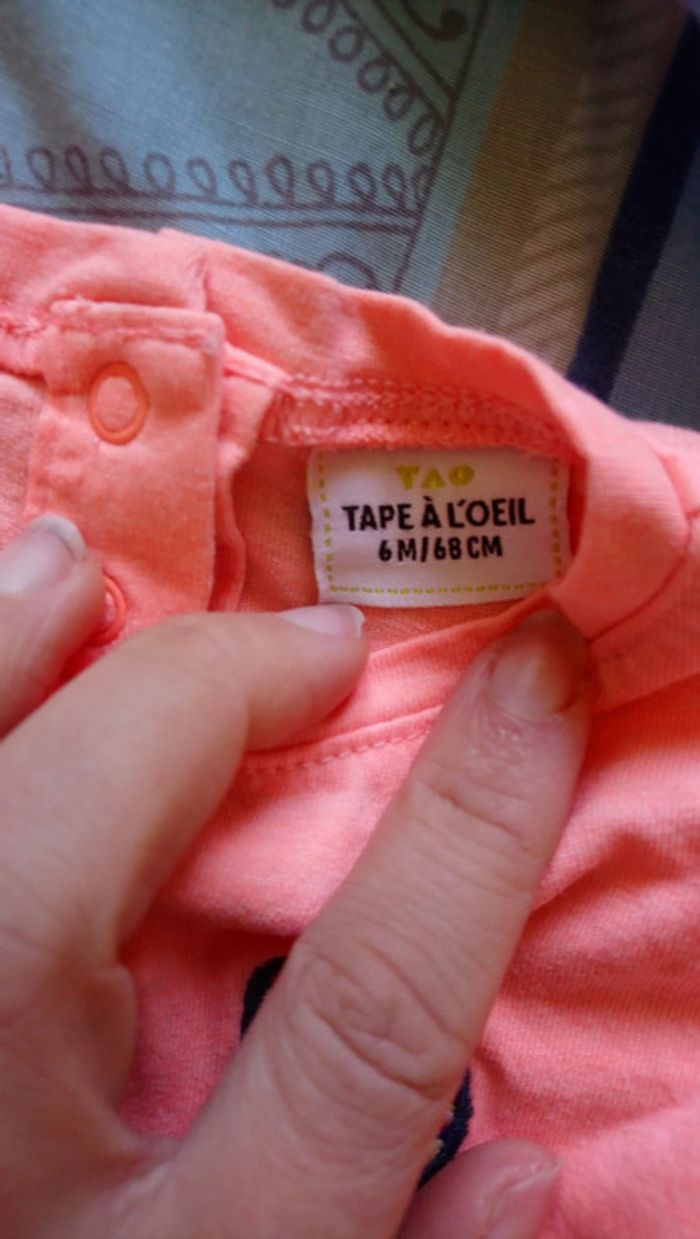 TAO
TAPE À L'OEIL
6M/68CM